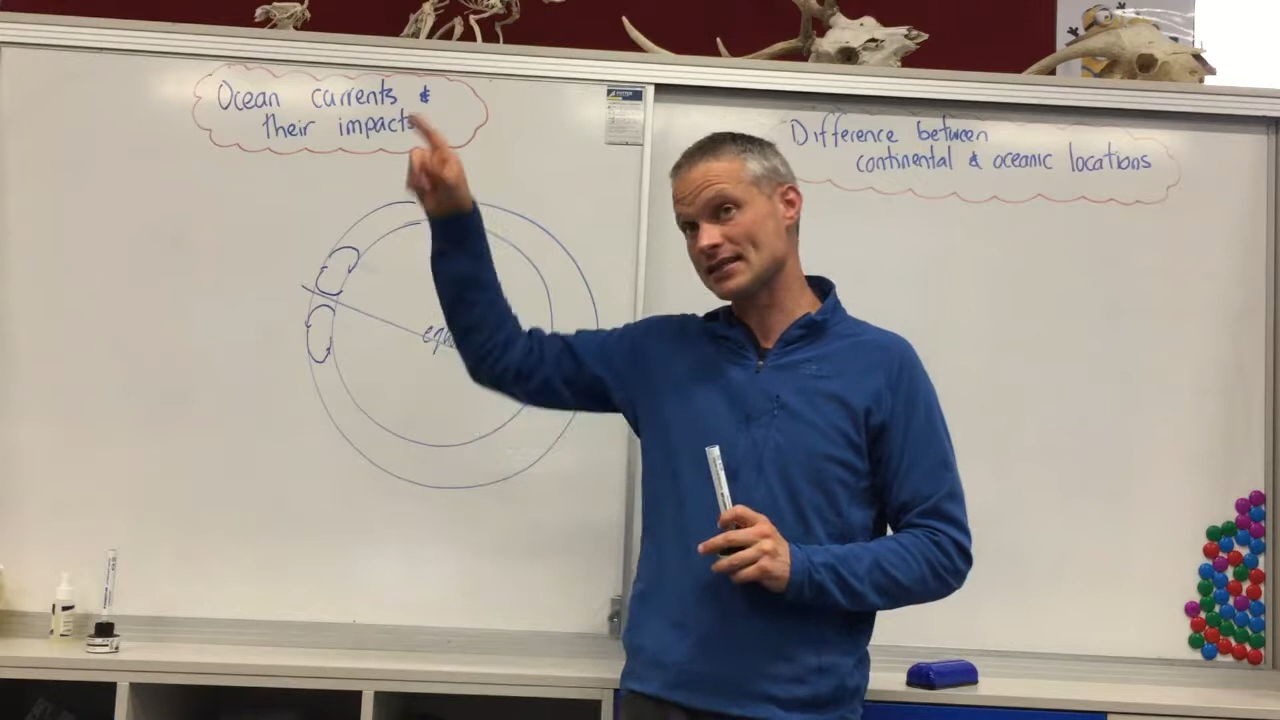 Ocean currents &
their impacts
Difference between
continental & oceanic locations